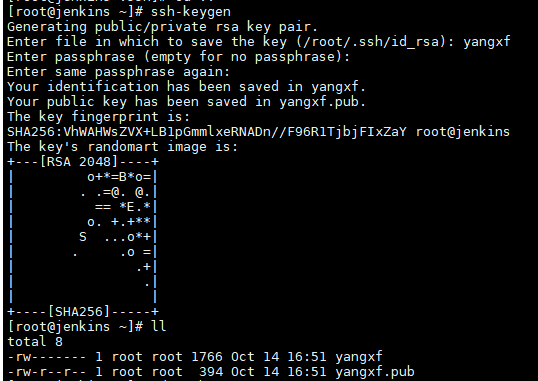 [root@jenkins ~]# ssh-keygen
Generating public/private rsa key pair.
Enter file in which to save the key (/root/.ssh/id_rsa): yangxf
Enter passphrase (empty for no passphrase):
Enter same passphrase again:
Your identification has been saved in yangxf.
Your public key has been saved in yangxf.pub.
The key fingerprint is:
SHA256:VhWAHWsZVX+LB1pGmmlxeRNADn//F96R1TjbjFIxZaY root@jenkins
The key's randomart image is:
+---[RSA 2048]----+
|          o+*=B*o=|
|         . .=@. @.|
|           == *E.*|
|          o. +.+**|
|         S  ...o*+|
|        .     .o =|
|                .+|
|                 .|
|                  |
+----[SHA256]-----+
[root@jenkins ~]# ll
total 8
-rw------- 1 root root 1766 Oct 14 16:51 yangxf
-rw-r--r-- 1 root root  394 Oct 14 16:51 yangxf.pub